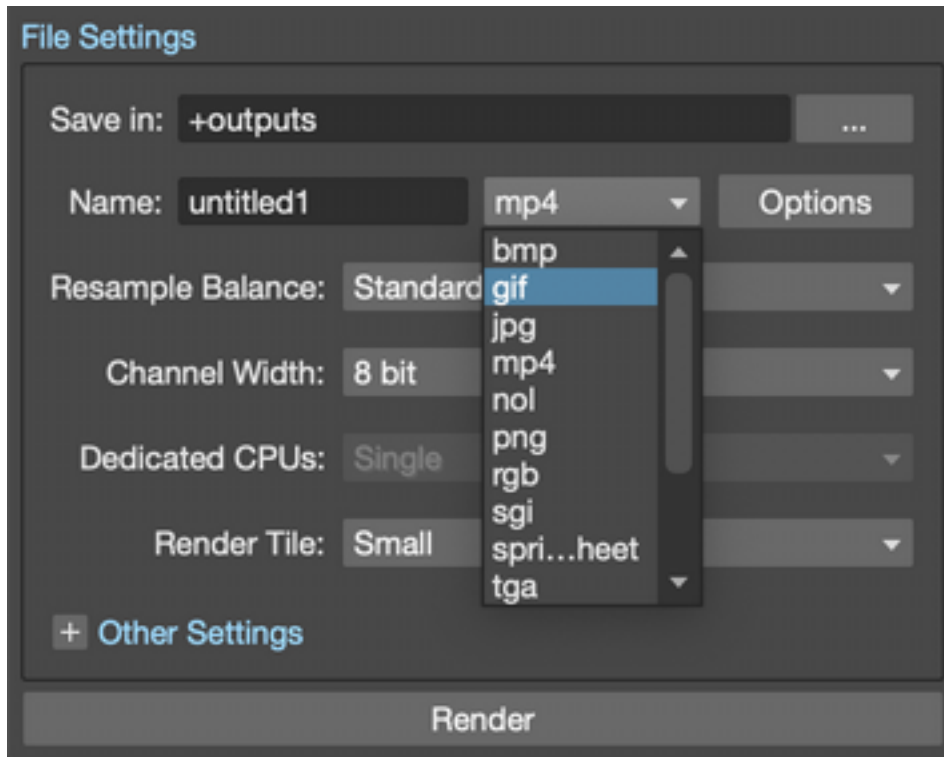 File Settings
Save in: +outputs ...
Name: untitled1 mp4 Options
bmp
Resample Balance: Standard gif
jpg
Channel Width: 8 bit mp4
nol
png
Dedicated CPUs: Single rgb
sgi
Render Tile: Small spri...heet
tga
+ Other Settings
Render